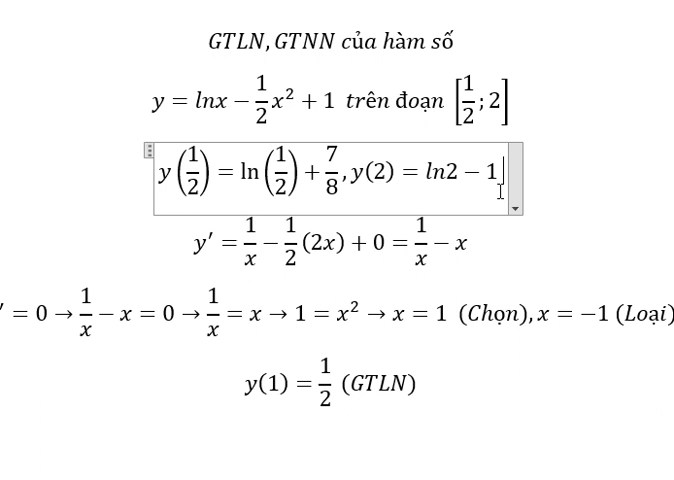 GTLN, GTNN của hàm số
y = lnx − 1/2 x² + 1 trên đoạn [1/2 ; 2]
y(1/2) = ln(1/2) + 7/8 , y(2) = ln2 − 1
y′ = 1/x − 1/2 (2x) + 0 = 1/x − x
′ = 0 → 1/x − x = 0 → 1/x = x → 1 = x² → x = 1 (Chọn), x = −1 (Loại)
y(1) = 1/2 (GTLN)